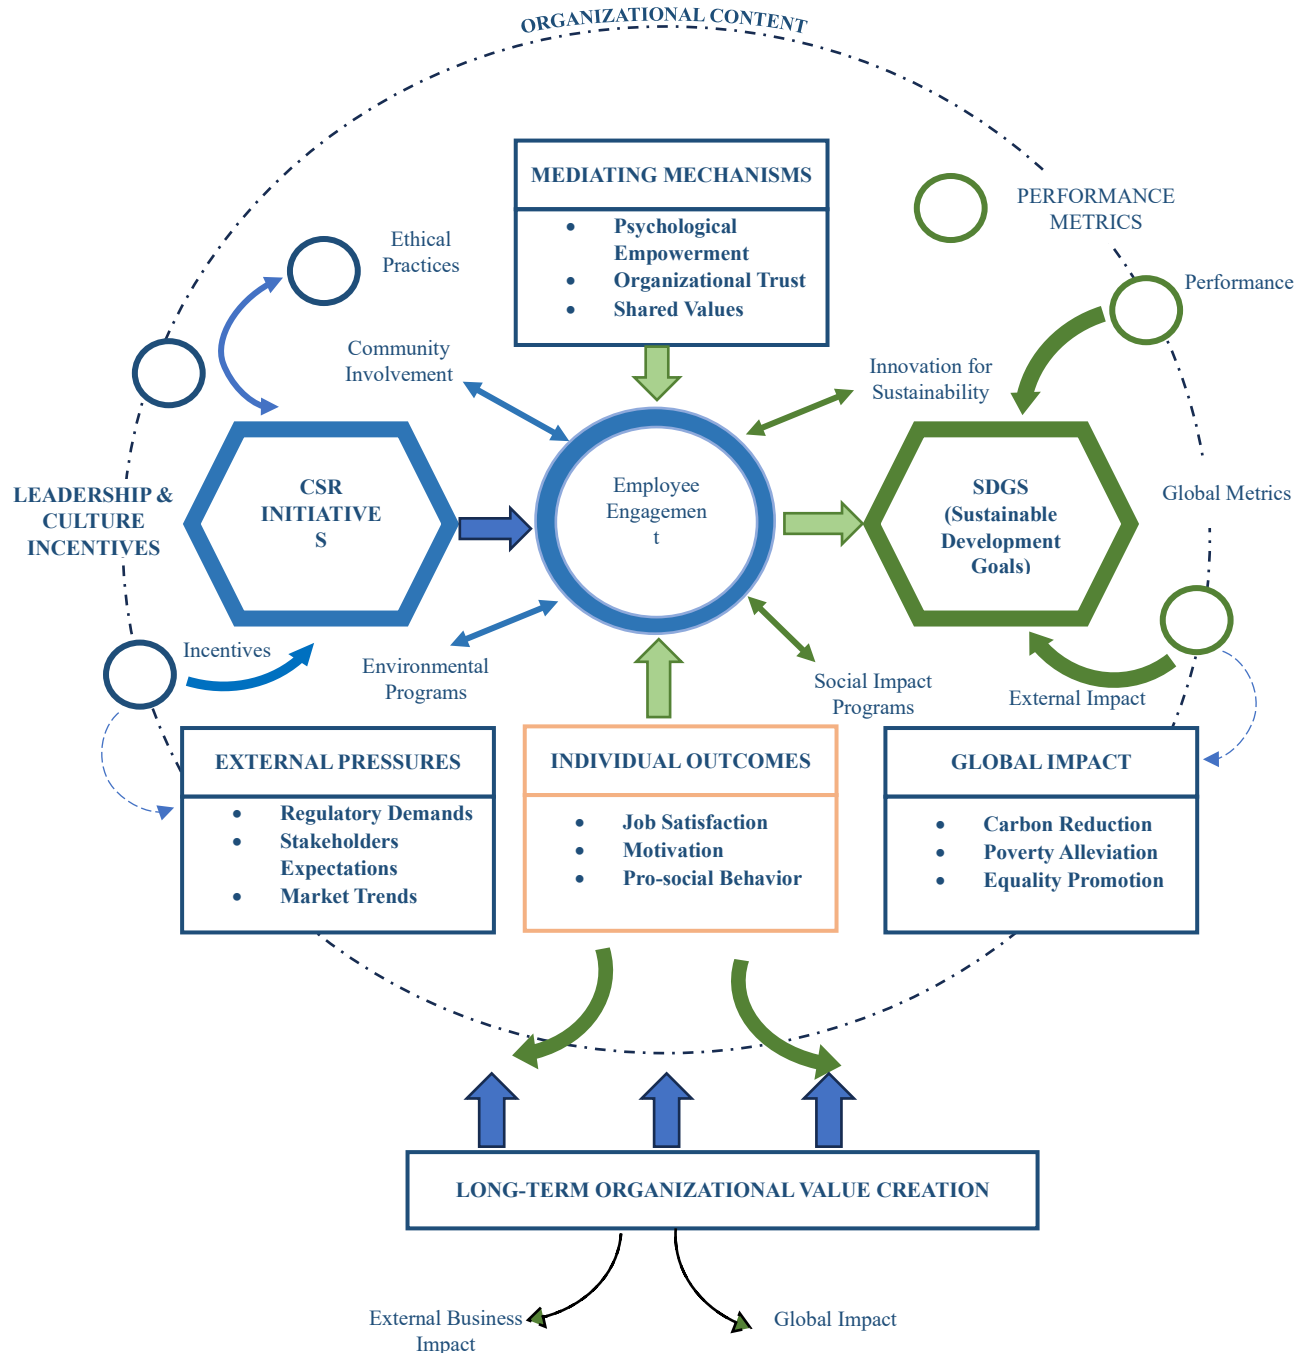 ORGANIZATIONAL CONTENT
MEDIATING MECHANISMS
• Psychological
Empowerment
• Organizational Trust
• Shared Values
PERFORMANCE
METRICS
Ethical
Practices
Performance
Community
Involvement
Innovation for
Sustainability
LEADERSHIP &
CULTURE
INCENTIVES
CSR
INITIATIVE
S
Employee
Engagemen
t
SDGS
(Sustainable
Development
Goals)
Global Metrics
Incentives
Environmental
Programs
Social Impact
Programs
External Impact
EXTERNAL PRESSURES
• Regulatory Demands
• Stakeholders
Expectations
• Market Trends
INDIVIDUAL OUTCOMES
• Job Satisfaction
• Motivation
• Pro-social Behavior
GLOBAL IMPACT
• Carbon Reduction
• Poverty Alleviation
• Equality Promotion
LONG-TERM ORGANIZATIONAL VALUE CREATION
External Business
Impact
Global Impact